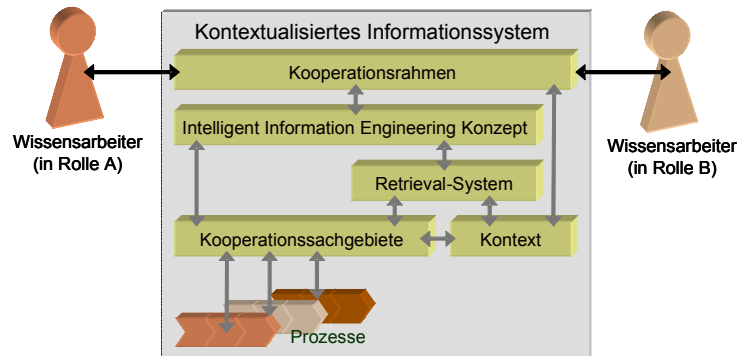 Kontextualisiertes Informationssystem
Kooperationsrahmen
Intelligent Information Engineering Konzept
Wissensarbeiter
(in Rolle A)
Wissensarbeiter
(in Rolle B)
Retrieval-System
Kooperationssachgebiete
Kontext
Prozesse